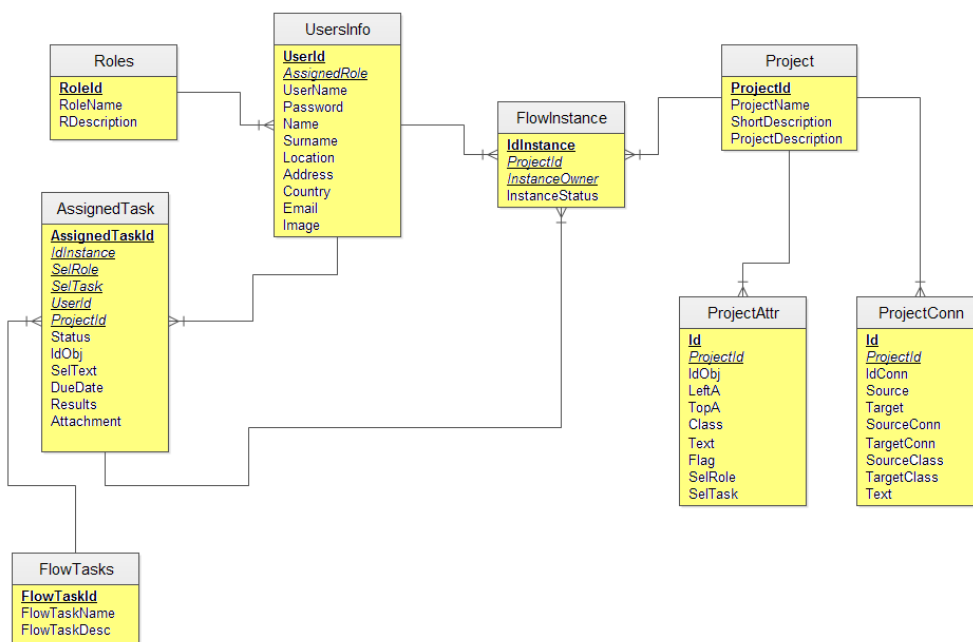 Roles
RoleId
RoleName
RDescription
UsersInfo
UserId
AssignedRole
UserName
Password
Name
Surname
Location
Address
Country
Email
Image
FlowInstance
IdInstance
ProjectId
InstanceOwner
InstanceStatus
Project
ProjectId
ProjectName
ShortDescription
ProjectDescription
AssignedTask
AssignedTaskId
IdInstance
SelRole
SelTask
UserId
ProjectId
Status
IdObj
SelText
DueDate
Results
Attachment
ProjectAttr
Id
ProjectId
IdObj
LeftA
TopA
Class
Text
Flag
SelRole
SelTask
ProjectConn
Id
ProjectId
IdConn
Source
Target
SourceConn
TargetConn
SourceClass
TargetClass
Text
FlowTasks
FlowTaskId
FlowTaskName
FlowTaskDesc